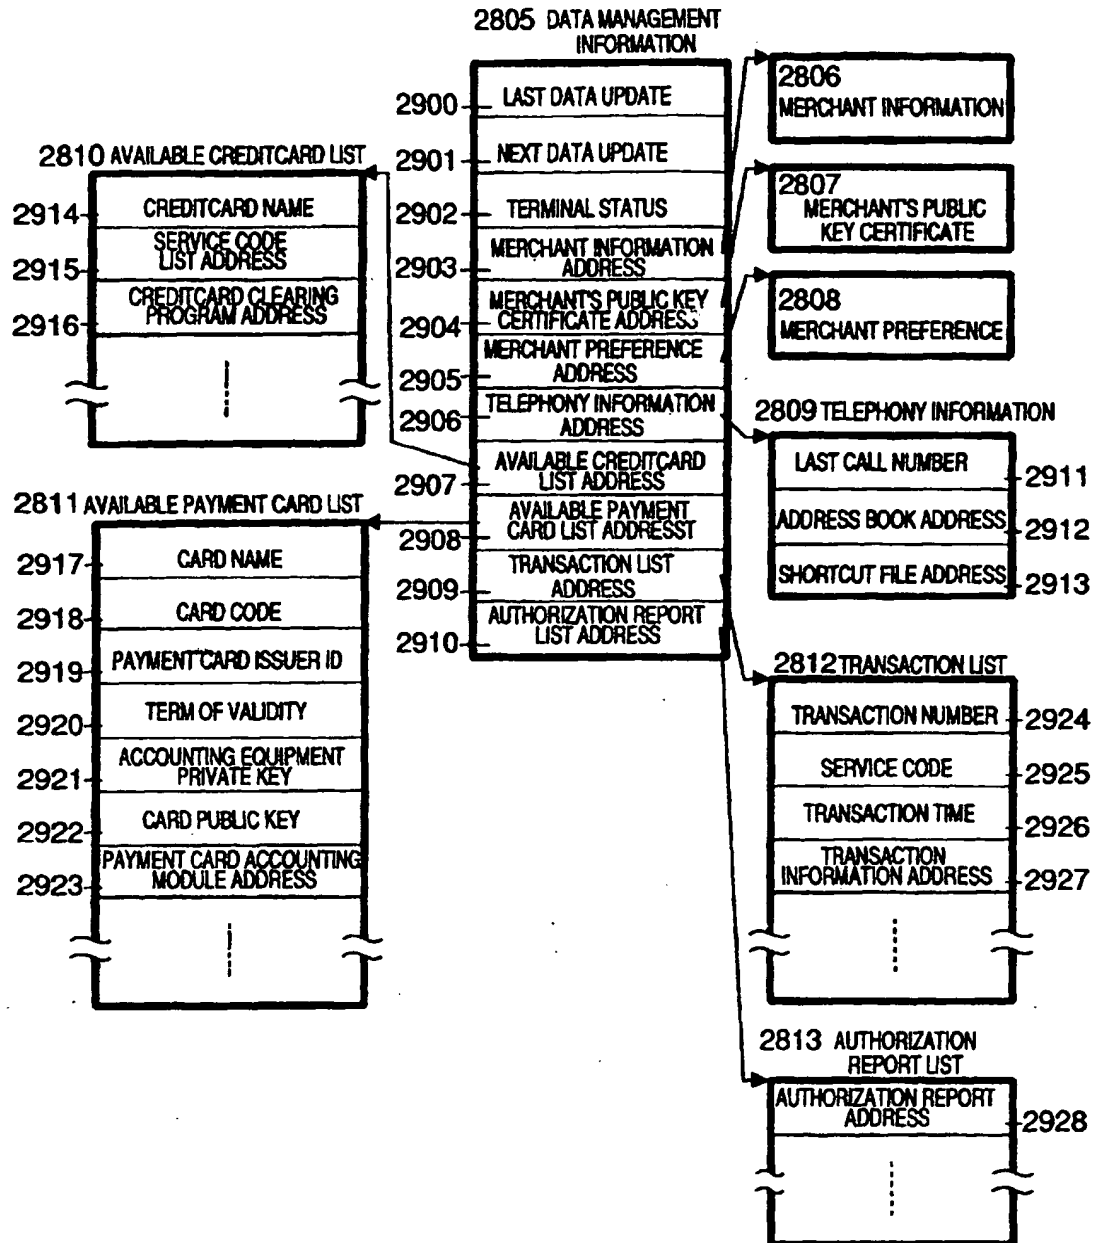 2805 DATA MANAGEMENT
INFORMATION
2900 LAST DATA UPDATE
2901 NEXT DATA UPDATE
2902 TERMINAL STATUS
2903 MERCHANT INFORMATION
ADDRESS
2904 MERCHANT'S PUBLIC KEY
CERTIFICATE ADDRESS
2905 MERCHANT PREFERENCE
ADDRESS
2906 TELEPHONY INFORMATION
ADDRESS
2907 AVAILABLE CREDITCARD
LIST ADDRESS
2908 AVAILABLE PAYMENT
CARD LIST ADDRESST
2909 TRANSACTION LIST
ADDRESS
2910 AUTHORIZATION REPORT
LIST ADDRESS
2810 AVAILABLE CREDITCARD LIST
2914 CREDITCARD NAME
2915 SERVICE CODE
LIST ADDRESS
2916 CREDITCARD CLEARING
PROGRAM ADDRESS
2811 AVAILABLE PAYMENT CARD LIST
2917 CARD NAME
2918 CARD CODE
2919 PAYMENT CARD ISSUER ID
2920 TERM OF VALIDITY
2921 ACCOUNTING EQUIPMENT
PRIVATE KEY
2922 CARD PUBLIC KEY
2923 PAYMENT CARD ACCOUNTING
MODULE ADDRESS
2806
MERCHANT INFORMATION
2807
MERCHANT'S PUBLIC
KEY CERTIFICATE
2808
MERCHANT PREFERENCE
2809 TELEPHONY INFORMATION
LAST CALL NUMBER 2911
ADDRESS BOOK ADDRESS 2912
SHORTCUT FILE ADDRESS 2913
2812 TRANSACTION LIST
TRANSACTION NUMBER 2924
SERVICE CODE 2925
TRANSACTION TIME 2926
TRANSACTION
INFORMATION ADDRESS 2927
2813 AUTHORIZATION
REPORT LIST
AUTHORIZATION REPORT
ADDRESS 2928